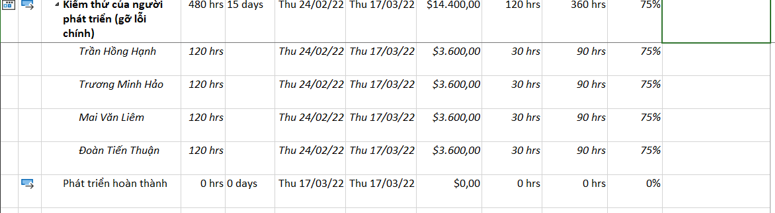 Kiểm thử của người phát triển (gỡ lỗi chính) 480 hrs 15 days Thu 24/02/22 Thu 17/03/22 $14.400,00 120 hrs 360 hrs 75%
Trần Hồng Hạnh 120 hrs Thu 24/02/22 Thu 17/03/22 $3.600,00 30 hrs 90 hrs 75%
Trương Minh Hảo 120 hrs Thu 24/02/22 Thu 17/03/22 $3.600,00 30 hrs 90 hrs 75%
Mai Văn Liêm 120 hrs Thu 24/02/22 Thu 17/03/22 $3.600,00 30 hrs 90 hrs 75%
Đoàn Tiến Thuận 120 hrs Thu 24/02/22 Thu 17/03/22 $3.600,00 30 hrs 90 hrs 75%
Phát triển hoàn thành 0 hrs 0 days Thu 17/03/22 Thu 17/03/22 $0,00 0 hrs 0 hrs 0%